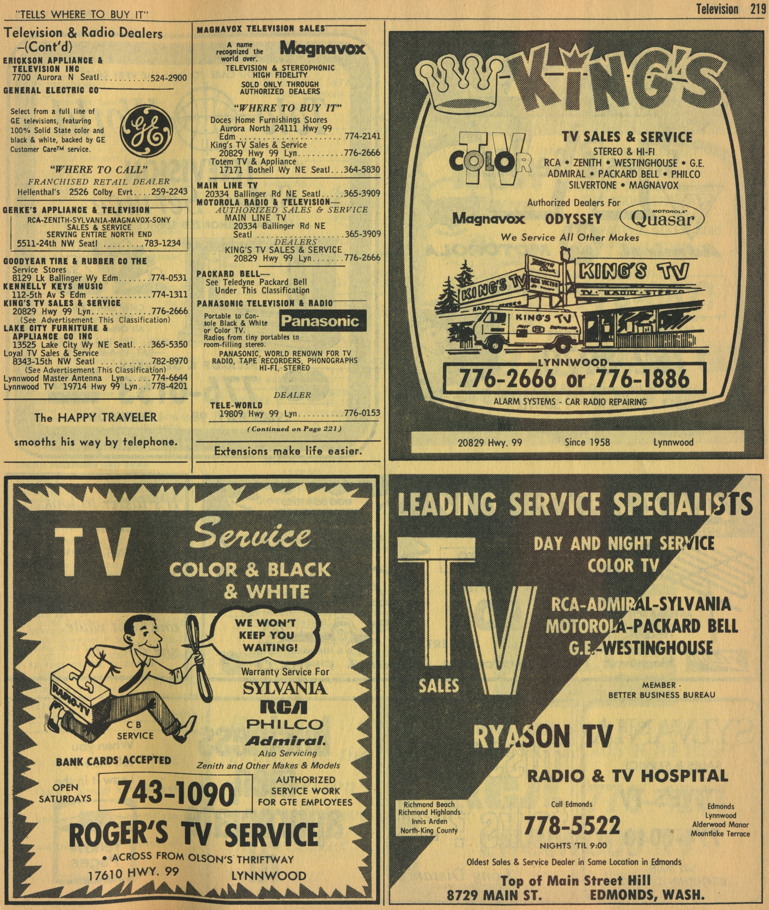 "TELLS WHERE TO BUY IT"
Television 219
Television & Radio Dealers
—(Cont'd)
ERICKSON APPLIANCE &
TELEVISION INC
7700 Aurora N Seatl..........524-2900
GENERAL ELECTRIC CO—
Select from a full line of
GE televisions, featuring
100% Solid State color and
black & white, backed by GE
Customer Care℠ service.
GE
"WHERE TO CALL"
FRANCHISED RETAIL DEALER
Hellenthal's 2526 Colby Evrt....259-2243
GERKE'S APPLIANCE & TELEVISION
RCA-ZENITH-SYLVANIA-MAGNAVOX-SONY
SALES & SERVICE
SERVING ENTIRE NORTH END
5511-24th NW Seatl........783-1234
GOODYEAR TIRE & RUBBER CO THE
Service Stores
8129 Lk Ballinger Wy Edm.......774-0531
KENNELLY KEYS MUSIC
112-5th Av S Edm.............774-1311
KING'S TV SALES & SERVICE
20829 Hwy 99 Lyn.............776-2666
(See Advertisement This Classification)
LAKE CITY FURNITURE &
APPLIANCE CO INC
13525 Lake City Wy NE Seatl....365-5350
Loyal TV Sales & Service
8343-15th NW Seatl...........782-8970
(See Advertisement This Classification)
Lynnwood Master Antenna Lyn....774-6644
Lynnwood TV 19714 Hwy 99 Lyn...778-4201
The HAPPY TRAVELER
smooths his way by telephone.
MAGNAVOX TELEVISION SALES
A name
recognized the
world over.
Magnavox
TELEVISION & STEREOPHONIC
HIGH FIDELITY
SOLD ONLY THROUGH
AUTHORIZED DEALERS
"WHERE TO BUY IT"
Doces Home Furnishings Stores
Aurora North 24111 Hwy 99
Edm........................774-2141
King's TV Sales & Service
20829 Hwy 99 Lyn...........776-2666
Totem TV & Appliance
17171 Bothell Wy NE Seatl...364-5830
MAIN LINE TV
20334 Ballinger Rd NE Seatl.....365-3909
MOTOROLA RADIO & TELEVISION—
AUTHORIZED SALES & SERVICE
MAIN LINE TV
20334 Ballinger Rd NE
Seatl.....................365-3909
DEALERS
KING'S TV SALES & SERVICE
20829 Hwy 99 Lyn...........776-2666
PACKARD BELL—
See Teledyne Packard Bell
Under This Classification
PANASONIC TELEVISION & RADIO
Portable to Con-
sole Black & White
or Color TV.
Panasonic
Radios from tiny portables to
room-filling stereo.
PANASONIC, WORLD RENOWN FOR TV
RADIO, TAPE RECORDERS, PHONOGRAPHS
HI-FI, STEREO
DEALER
TELE-WORLD
19809 Hwy 99 Lyn............776-0153
(Continued on Page 221)
Extensions make life easier.
KING'S
TV
COLOR
TV SALES & SERVICE
STEREO & HI-FI
RCA • ZENITH • WESTINGHOUSE • G.E.
ADMIRAL • PACKARD BELL • PHILCO
SILVERTONE • MAGNAVOX
Authorized Dealers For
Magnavox ODYSSEY MOTOROLA Quasar
We Service All Other Makes
KING'S TV
KING'S TV
TV - RADIO - STEREO
KING'S TV
LYNNWOOD
776-2666 or 776-1886
ALARM SYSTEMS - CAR RADIO REPAIRING
20829 Hwy. 99 Since 1958 Lynnwood
TV Service
COLOR & BLACK
& WHITE
WE WON'T
KEEP YOU
WAITING!
RADIO-TV
C B
SERVICE
Warranty Service For
SYLVANIA
RCA
PHILCO
Admiral.
Also Servicing
Zenith and Other Makes & Models
BANK CARDS ACCEPTED
OPEN
SATURDAYS
743-1090
AUTHORIZED
SERVICE WORK
FOR GTE EMPLOYEES
ROGER'S TV SERVICE
• ACROSS FROM OLSON'S THRIFTWAY
17610 HWY. 99 LYNNWOOD
LEADING SERVICE SPECIALISTS
TV
SALES
DAY AND NIGHT SERVICE
COLOR TV
RCA-ADMIRAL-SYLVANIA
MOTOROLA-PACKARD BELL
G.E.-WESTINGHOUSE
MEMBER -
BETTER BUSINESS BUREAU
RYASON TV
RADIO & TV HOSPITAL
Richmond Beach
Richmond Highlands
Innis Arden
North-King County
Call Edmonds
778-5522
NIGHTS 'TIL 9:00
Edmonds
Lynnwood
Alderwood Manor
Mountlake Terrace
Oldest Sales & Service Dealer in Same Location in Edmonds
Top of Main Street Hill
8729 MAIN ST. EDMONDS, WASH.